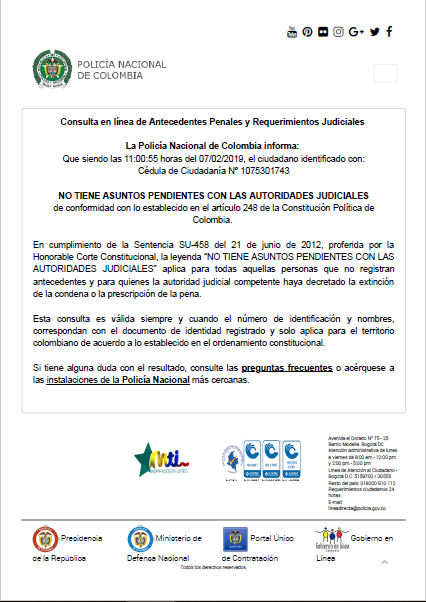 POLICÍA NACIONAL
DE COLOMBIA
Consulta en línea de Antecedentes Penales y Requerimientos Judiciales
La Policía Nacional de Colombia informa:
Que siendo las 11:00:55 horas del 07/02/2019, el ciudadano identificado con:
Cédula de Ciudadanía Nº 1075301743
NO TIENE ASUNTOS PENDIENTES CON LAS AUTORIDADES JUDICIALES
de conformidad con lo establecido en el artículo 248 de la Constitución Política de
Colombia.
En cumplimiento de la Sentencia SU-458 del 21 de junio de 2012, proferida por la
Honorable Corte Constitucional, la leyenda “NO TIENE ASUNTOS PENDIENTES CON LAS
AUTORIDADES JUDICIALES” aplica para todas aquellas personas que no registran
antecedentes y para quienes la autoridad judicial competente haya decretado la extinción
de la condena o la prescripción de la pena.
Esta consulta es válida siempre y cuando el número de identificación y nombres,
correspondan con el documento de identidad registrado y solo aplica para el territorio
colombiano de acuerdo a lo establecido en el ordenamiento constitucional.
Si tiene alguna duda con el resultado, consulte las preguntas frecuentes o acérquese a
las instalaciones de la Policía Nacional más cercanas.
Avenida el Dorado N° 75 - 25
Barrio Modelia, Bogotá DC
Atención administrativa de lunes
a viernes de 8:00 am - 12:00 pm
y 2:00 pm - 5:00 pm
Línea de Atención al Ciudadano -
Bogotá D.C. 5159700 / 30555
Resto del país: 018000 910 112
Requerimientos ciudadanos 24
horas
E-mail:
lineadirecta@policia.gov.co
Presidencia
de la República
Ministerio de
Defensa Nacional
Portal Único
de Contratación
Gobierno en
Línea
Todos los derechos reservados.